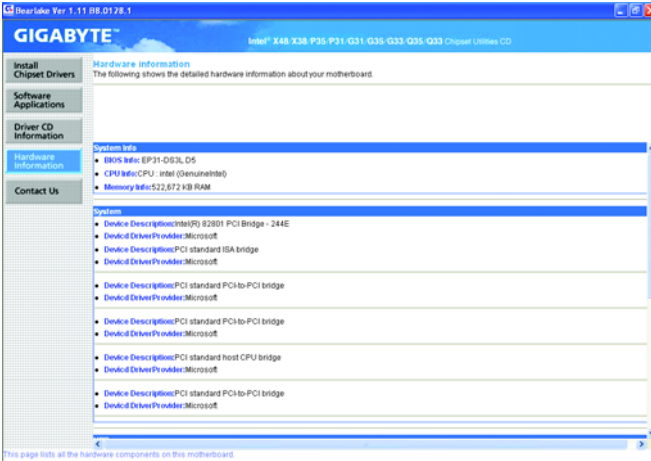 Bearlake Ver 1.11 B8.0128.1
GIGABYTE™
Intel® X48/X38/P35/P31/G31/G35/G33/Q35/Q33 Chipset Utilities CD
Install
Chipset Drivers
Software
Applications
Driver CD
Information
Hardware
Information
Contact Us
Hardware information
The following shows the detailed hardware information about your motherboard.
System Info
• BIOS Info: EP31-DS3L D5
• CPU Info:CPU : intel (GenuineIntel)
• Memory Info:522,672 KB RAM
System
• Device Description:Intel(R) 82801 PCI Bridge - 244E
• Devicd DriverProvider:Microsoft
• Device Description:PCI standard ISA bridge
• Devicd DriverProvider:Microsoft
• Device Description:PCI standard PCI-to-PCI bridge
• Devicd DriverProvider:Microsoft
• Device Description:PCI standard PCI-to-PCI bridge
• Devicd DriverProvider:Microsoft
• Device Description:PCI standard host CPU bridge
• Devicd DriverProvider:Microsoft
• Device Description:PCI standard PCI-to-PCI bridge
• Devicd DriverProvider:Microsoft
This page lists all the hardware components on this motherboard.